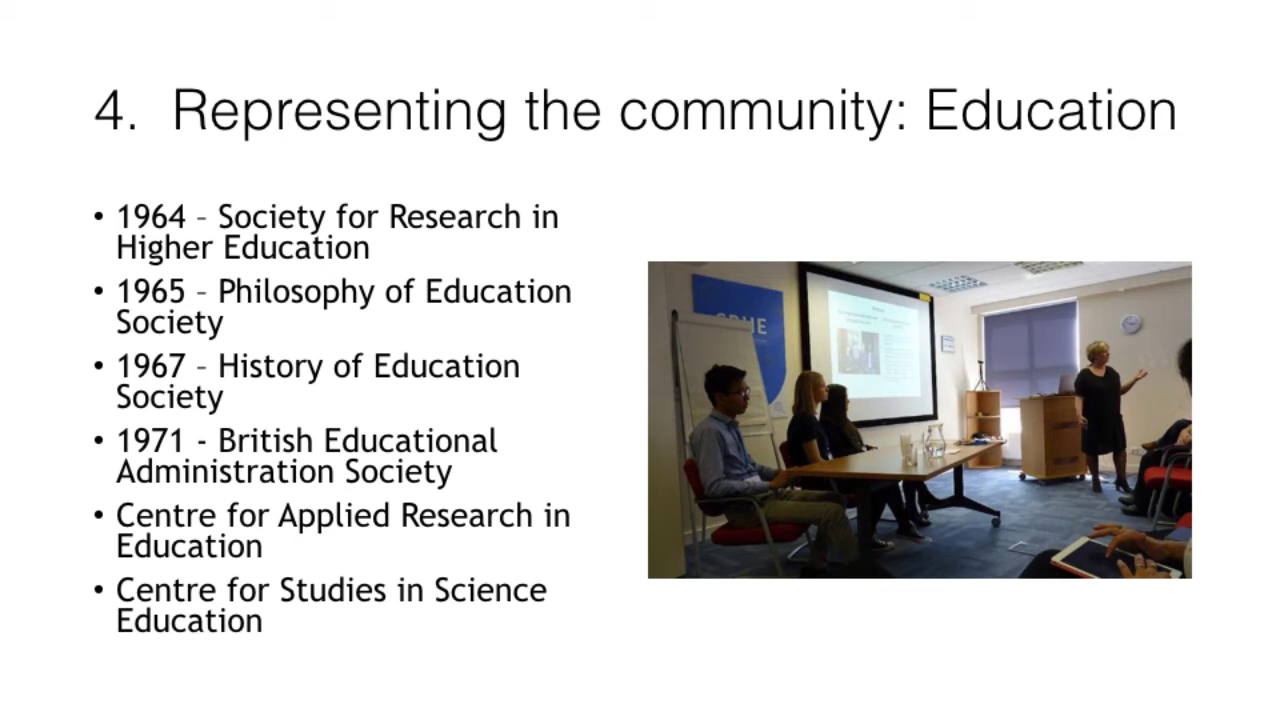 4. Representing the community: Education
• 1964 – Society for Research in
Higher Education
• 1965 – Philosophy of Education
Society
• 1967 – History of Education
Society
• 1971 - British Educational
Administration Society
• Centre for Applied Research in
Education
• Centre for Studies in Science
Education